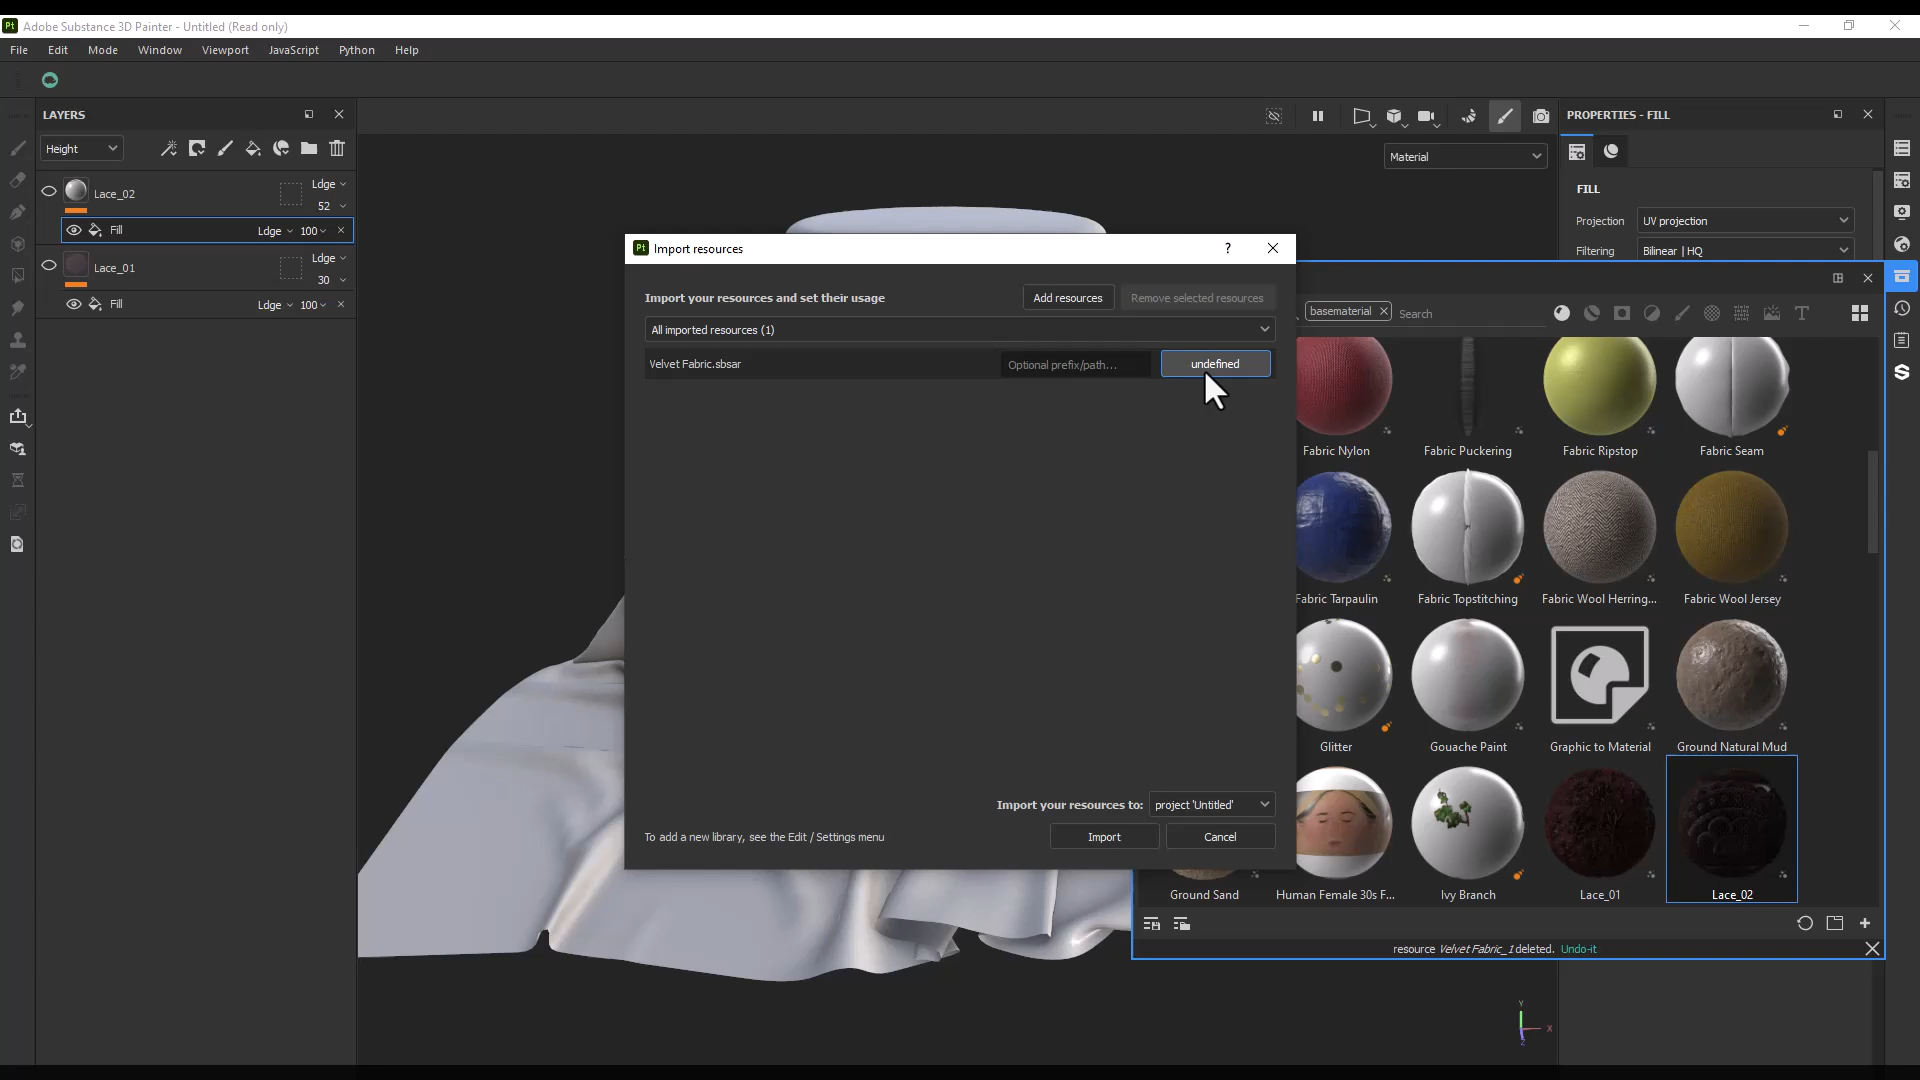 Pt Adobe Substance 3D Painter - Untitled (Read only)
File Edit Mode Window Viewport JavaScript Python Help
LAYERS
Height
Lace_02
Ldge
52
Fill Ldge 100
Lace_01
Ldge
30
Fill Ldge 100
Material
PROPERTIES - FILL
FILL
Projection UV projection
Filtering Bilinear | HQ
Pt Import resources
Import your resources and set their usage
Add resources
Remove selected resources
All imported resources (1)
Velvet Fabric.sbsar
Optional prefix/path...
undefined
Import your resources to: project 'Untitled'
To add a new library, see the Edit / Settings menu
Import
Cancel
basematerial
Search
Fabric Nylon
Fabric Puckering
Fabric Ripstop
Fabric Seam
Fabric Tarpaulin
Fabric Topstitching
Fabric Wool Herring...
Fabric Wool Jersey
Glitter
Gouache Paint
Graphic to Material
Ground Natural Mud
Ground Sand
Human Female 30s F...
Ivy Branch
Lace_01
Lace_02
resource Velvet Fabric_1 deleted. Undo-it
Y
X
Z